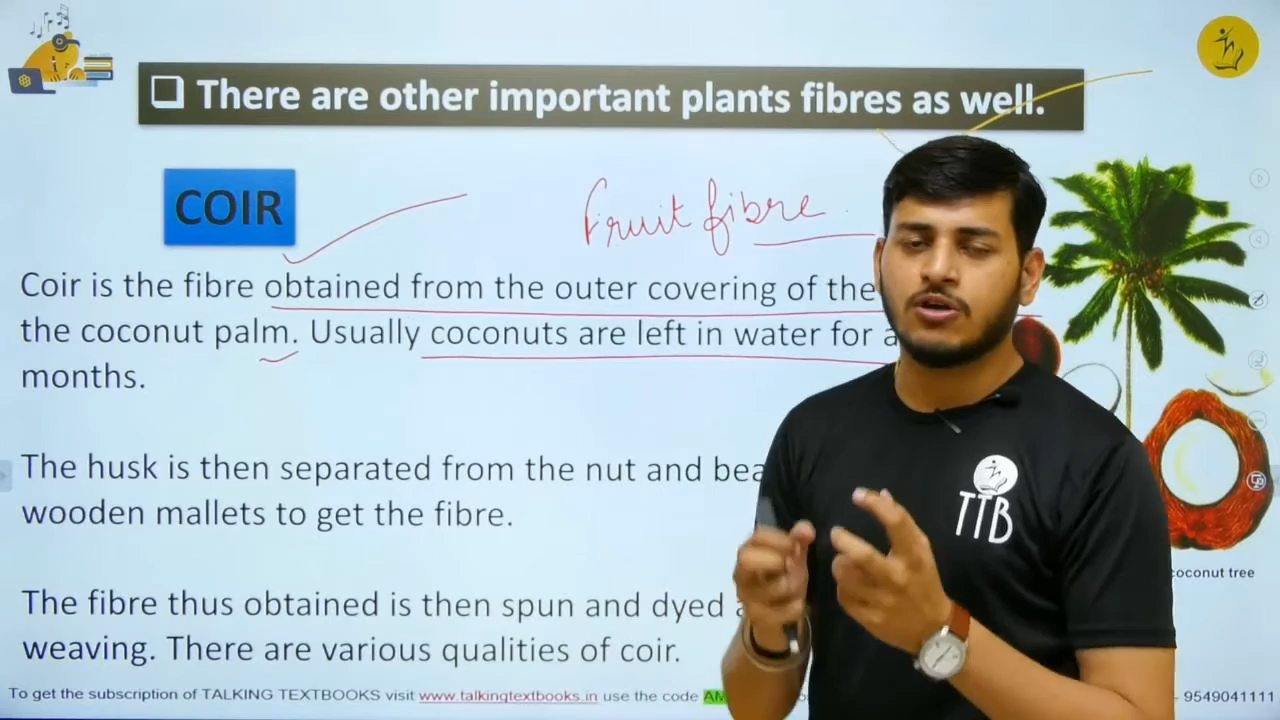 There are other important plants fibres as well.
COIR
Fruit fibre
Coir is the fibre obtained from the outer covering of the
the coconut palm. Usually coconuts are left in water for
months.
The husk is then separated from the nut and
wooden mallets to get the fibre.
The fibre thus obtained is then spun and dyed
weaving. There are various qualities of coir.
TTB
coconut tree
To get the subscription of TALKING TEXTBOOKS visit www.talkingtextbooks.in use the code - 9549041111